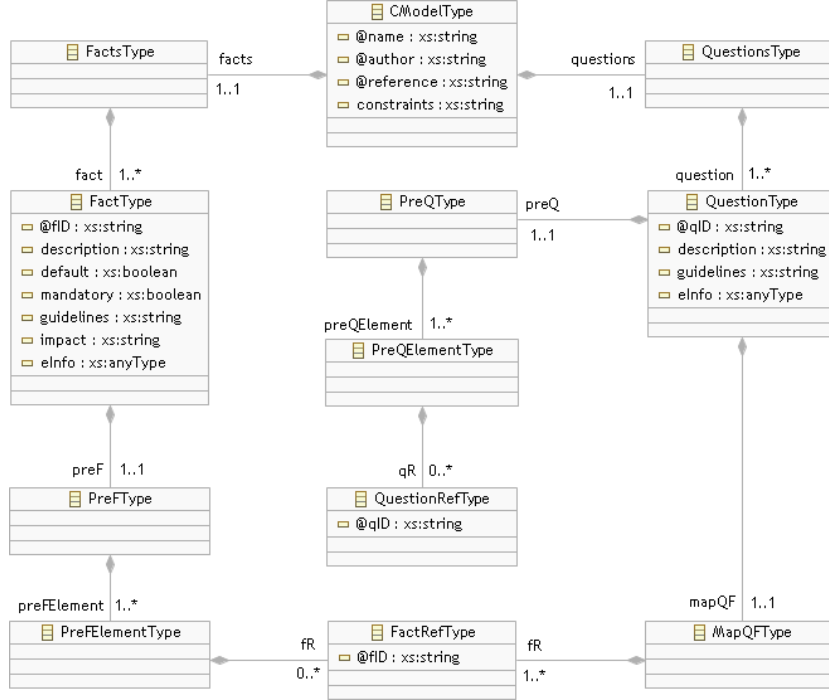 CModelType
@name : xs:string
@author : xs:string
@reference : xs:string
constraints : xs:string
FactsType
facts
1..1
questions
1..1
QuestionsType
fact 1..*
question 1..*
FactType
@fID : xs:string
description : xs:string
default : xs:boolean
mandatory : xs:boolean
guidelines : xs:string
impact : xs:string
eInfo : xs:anyType
PreQType
preQ
1..1
QuestionType
@qID : xs:string
description : xs:string
guidelines : xs:string
eInfo : xs:anyType
preQElement 1..*
PreQElementType
qR 0..*
QuestionRefType
@qID : xs:string
preF 1..1
PreFType
preFElement 1..*
PreFElementType
fR
0..*
FactRefType
@fID : xs:string
fR
1..*
mapQF 1..1
MapQFType